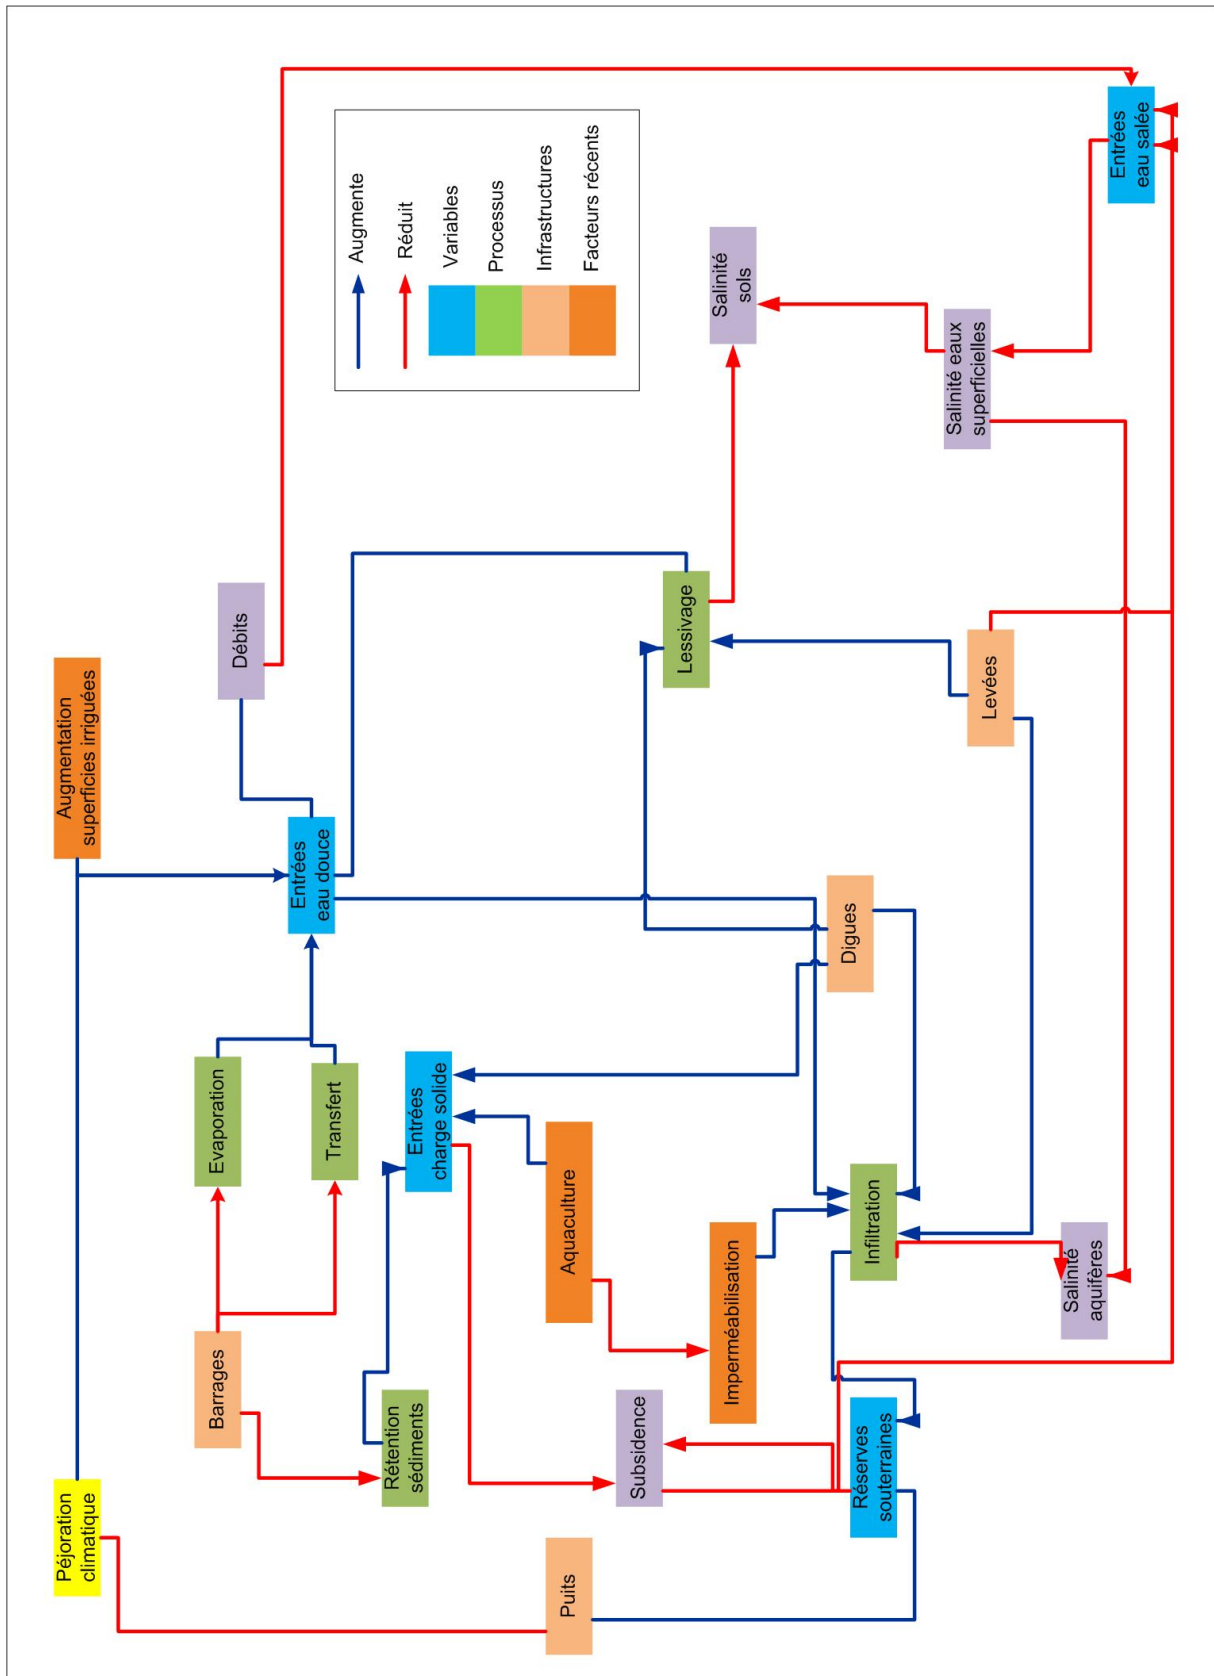 Péjoration
climatique
Augmentation
superficies irriguées
Barrages
Evaporation
Débits
Transfert
Entrées
eau douce
Augmente
Réduit
Variables
Processus
Infrastructures
Facteurs récents
Rétention
sédiments
Entrées
charge solide
Puits
Aquaculture
Subsidence
Imperméabilisation
Lessivage
Salinité
sols
Réserves
souterraines
Infiltration
Digues
Levées
Salinité eaux
superficielles
Salinité
aquifères
Entrées
eau salée